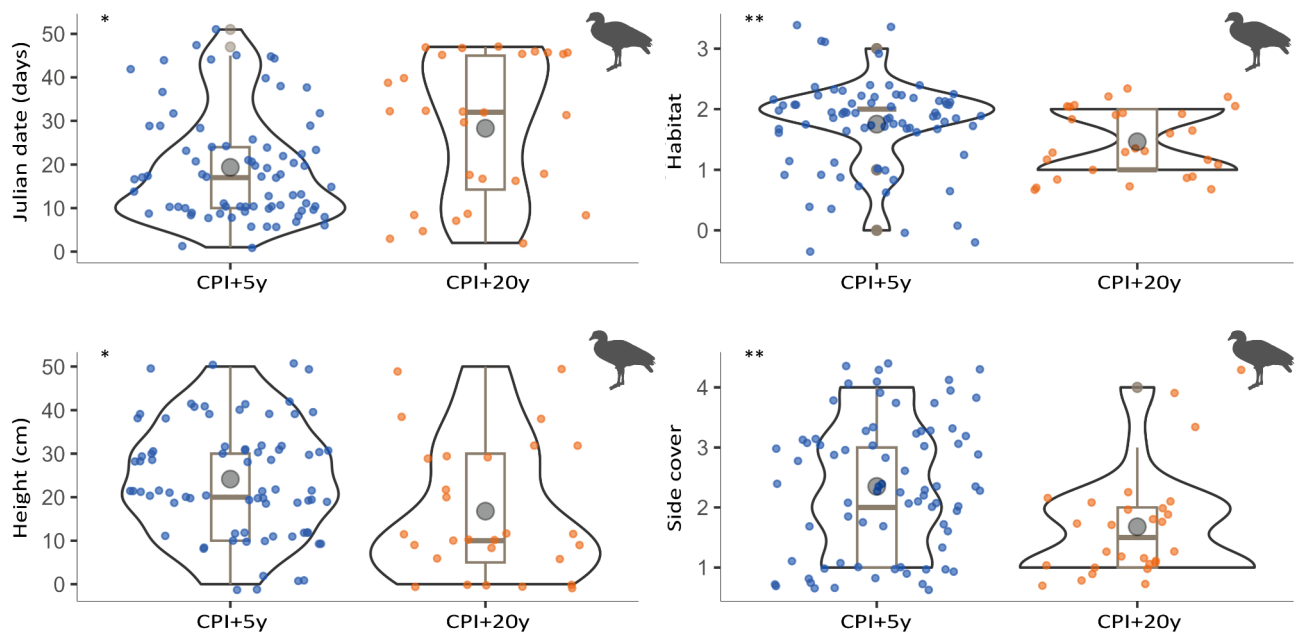 *
Julian date (days)
50
40
30
20
10
0
CPI+5y
CPI+20y
**
Habitat
3
2
1
0
CPI+5y
CPI+20y
*
Height (cm)
50
40
30
20
10
0
CPI+5y
CPI+20y
**
Side cover
4
3
2
1
CPI+5y
CPI+20y